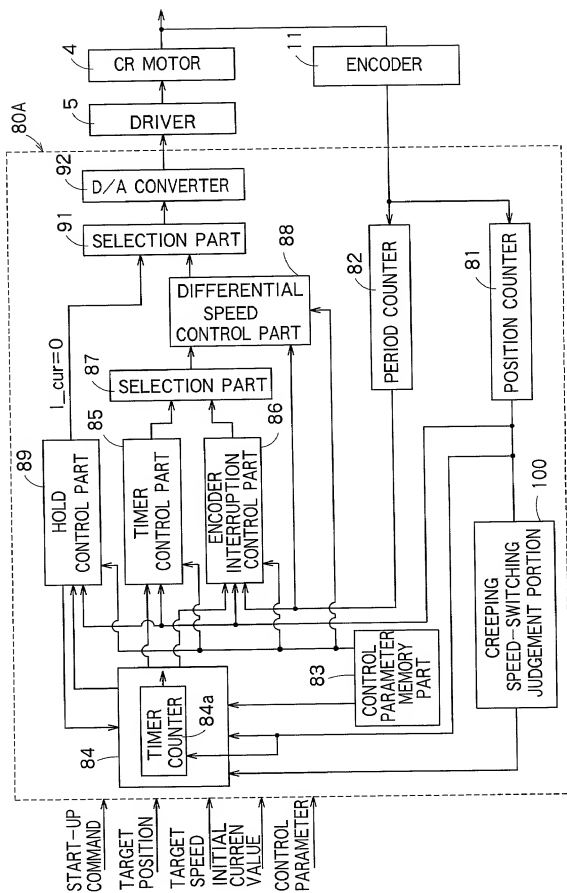 START-UP
COMMAND
TARGET
POSITION
TARGET
SPEED
INITIAL
CURREN
VALUE
CONTROL
PARAMETER
80A
84
TIMER
COUNTER
84a
83
CONTROL PARAMETER
MEMORY
PART
CREEPING
SPEED-SWITCHING
JUDGEMENT PORTION
100
89
HOLD
CONTROL PART
85
TIMER
CONTROL PART
86
ENCODER
INTERRUPTION
CONTROL PART
I_cur=0
87
SELECTION PART
88
DIFFERENTIAL
SPEED
CONTROL PART
82
PERIOD COUNTER
81
POSITION COUNTER
91
SELECTION PART
92
D/A CONVERTER
5
DRIVER
4
CR MOTOR
11
ENCODER